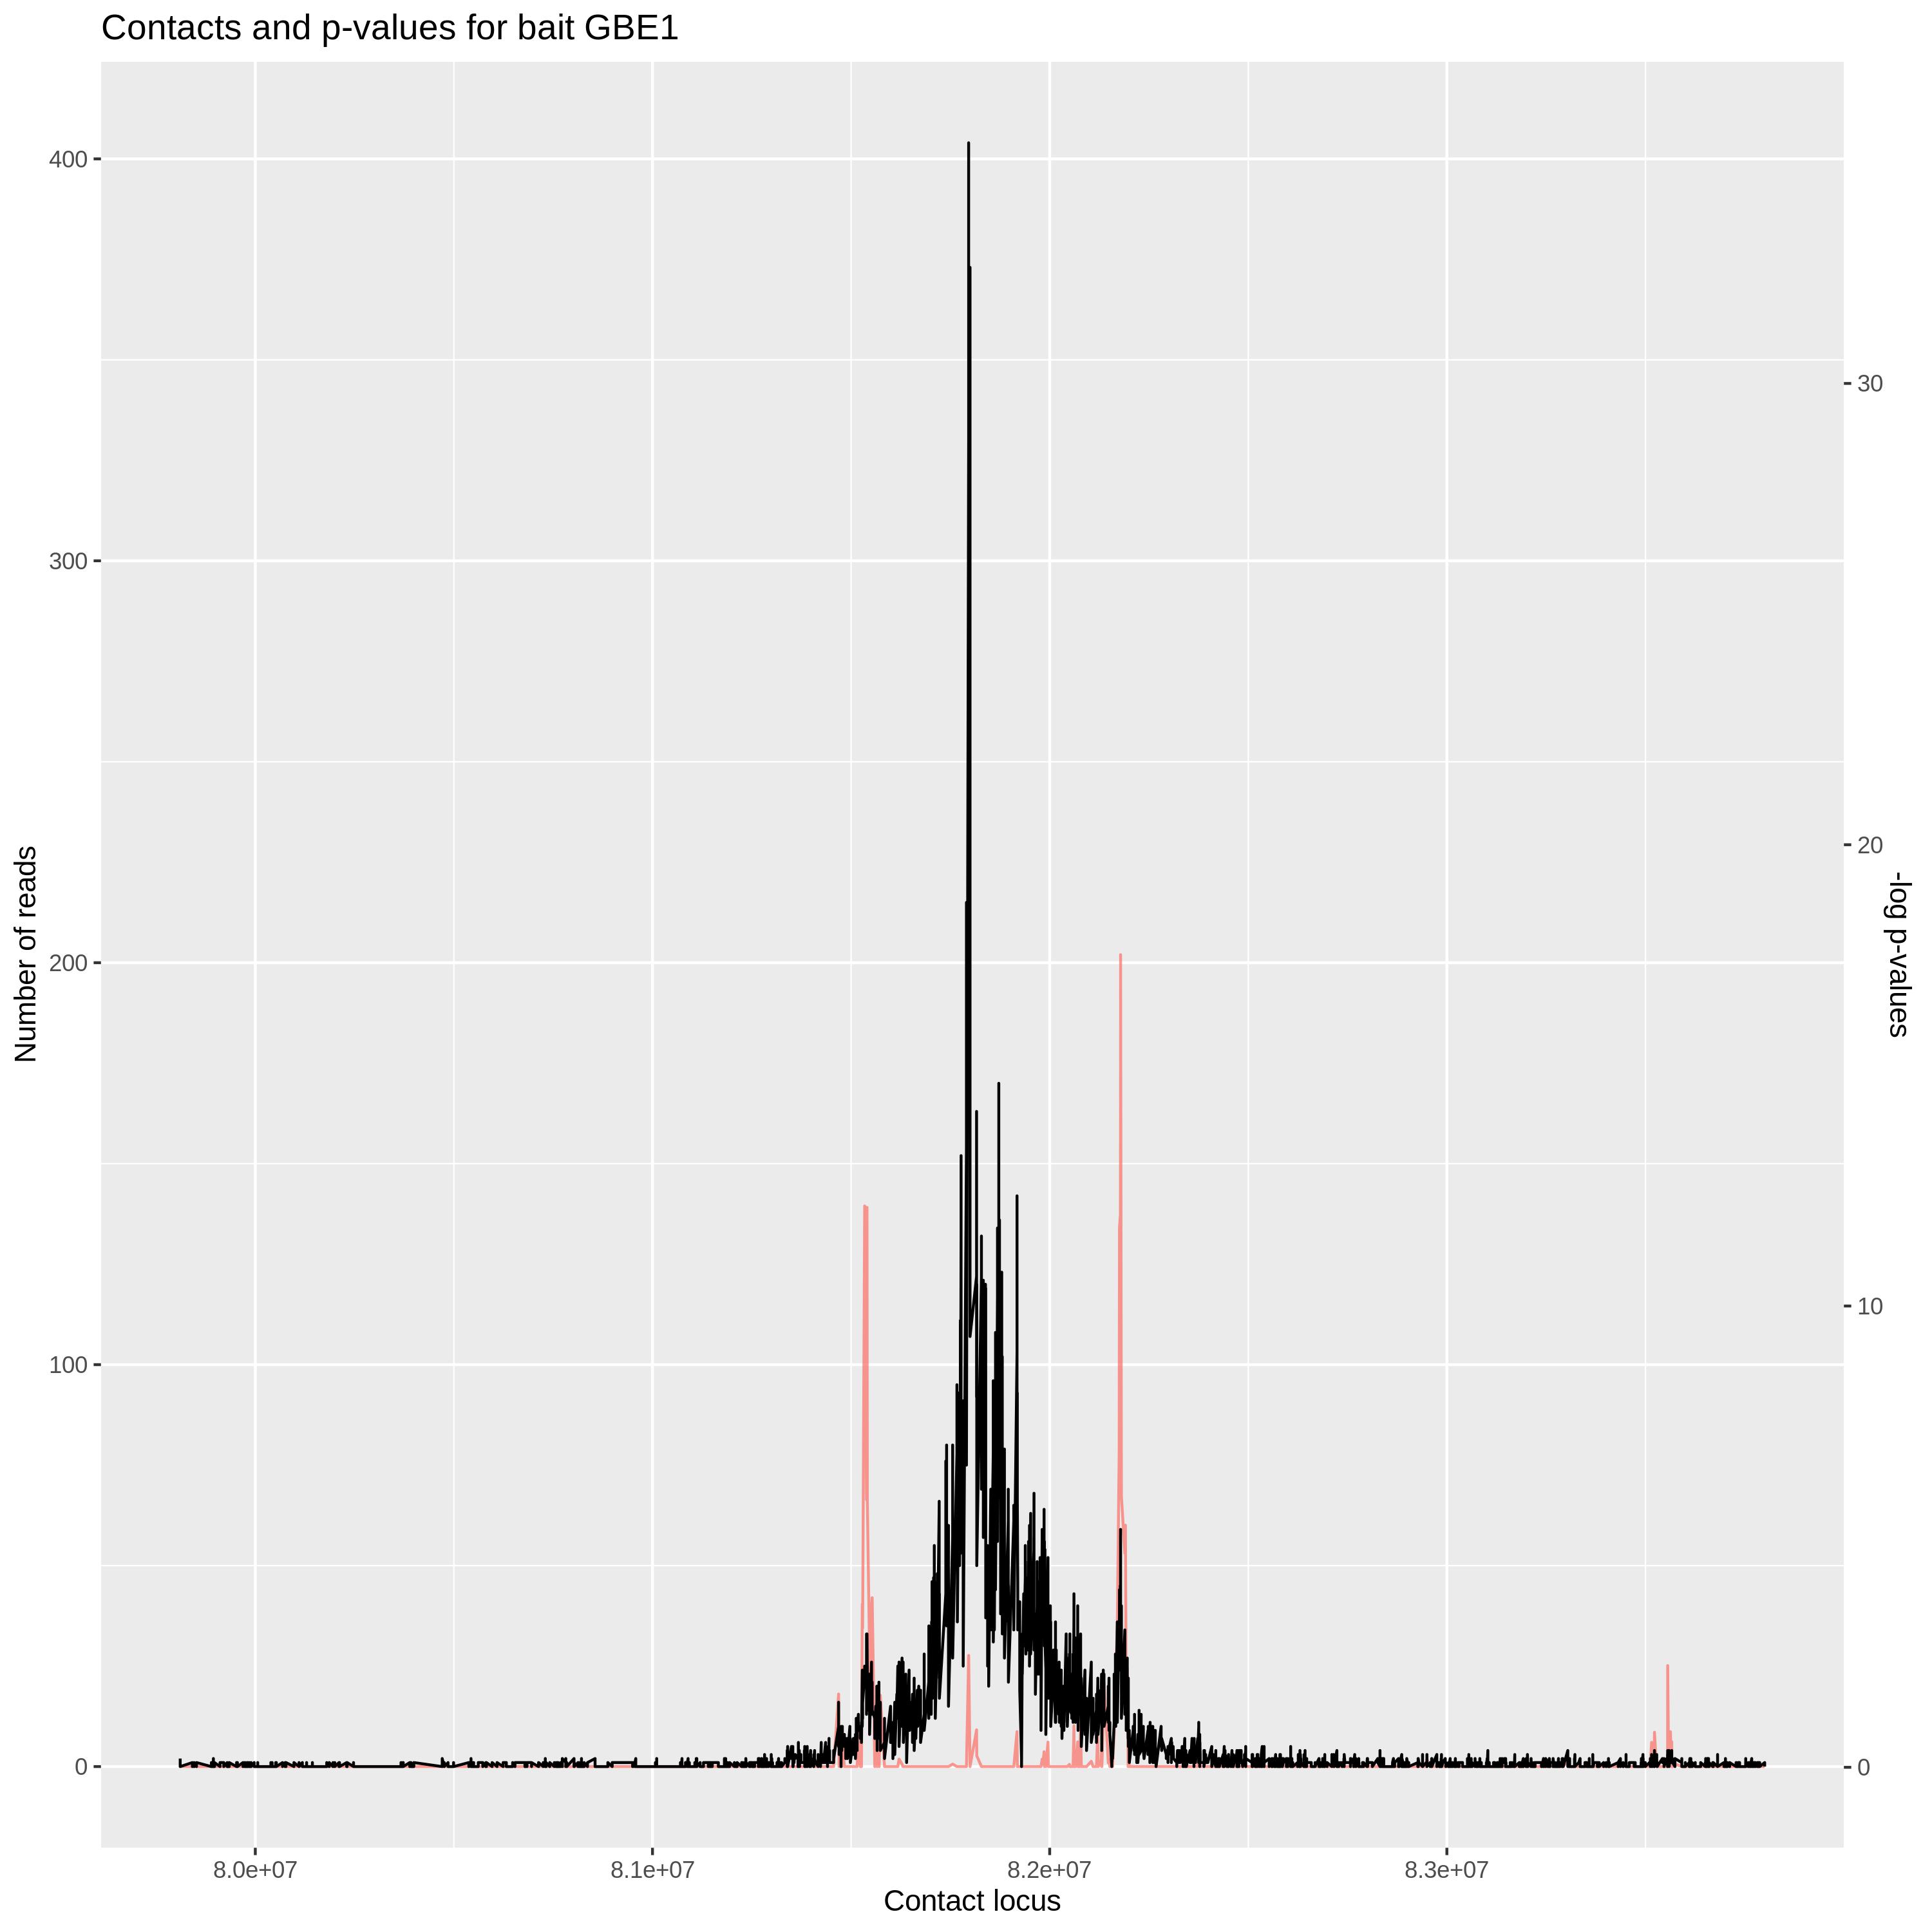 Contacts and p-values for bait GBE1
400
300
200
100
0
Number of reads
30
20
10
0
-log p-values
8.0e+07
8.1e+07
8.2e+07
8.3e+07
Contact locus